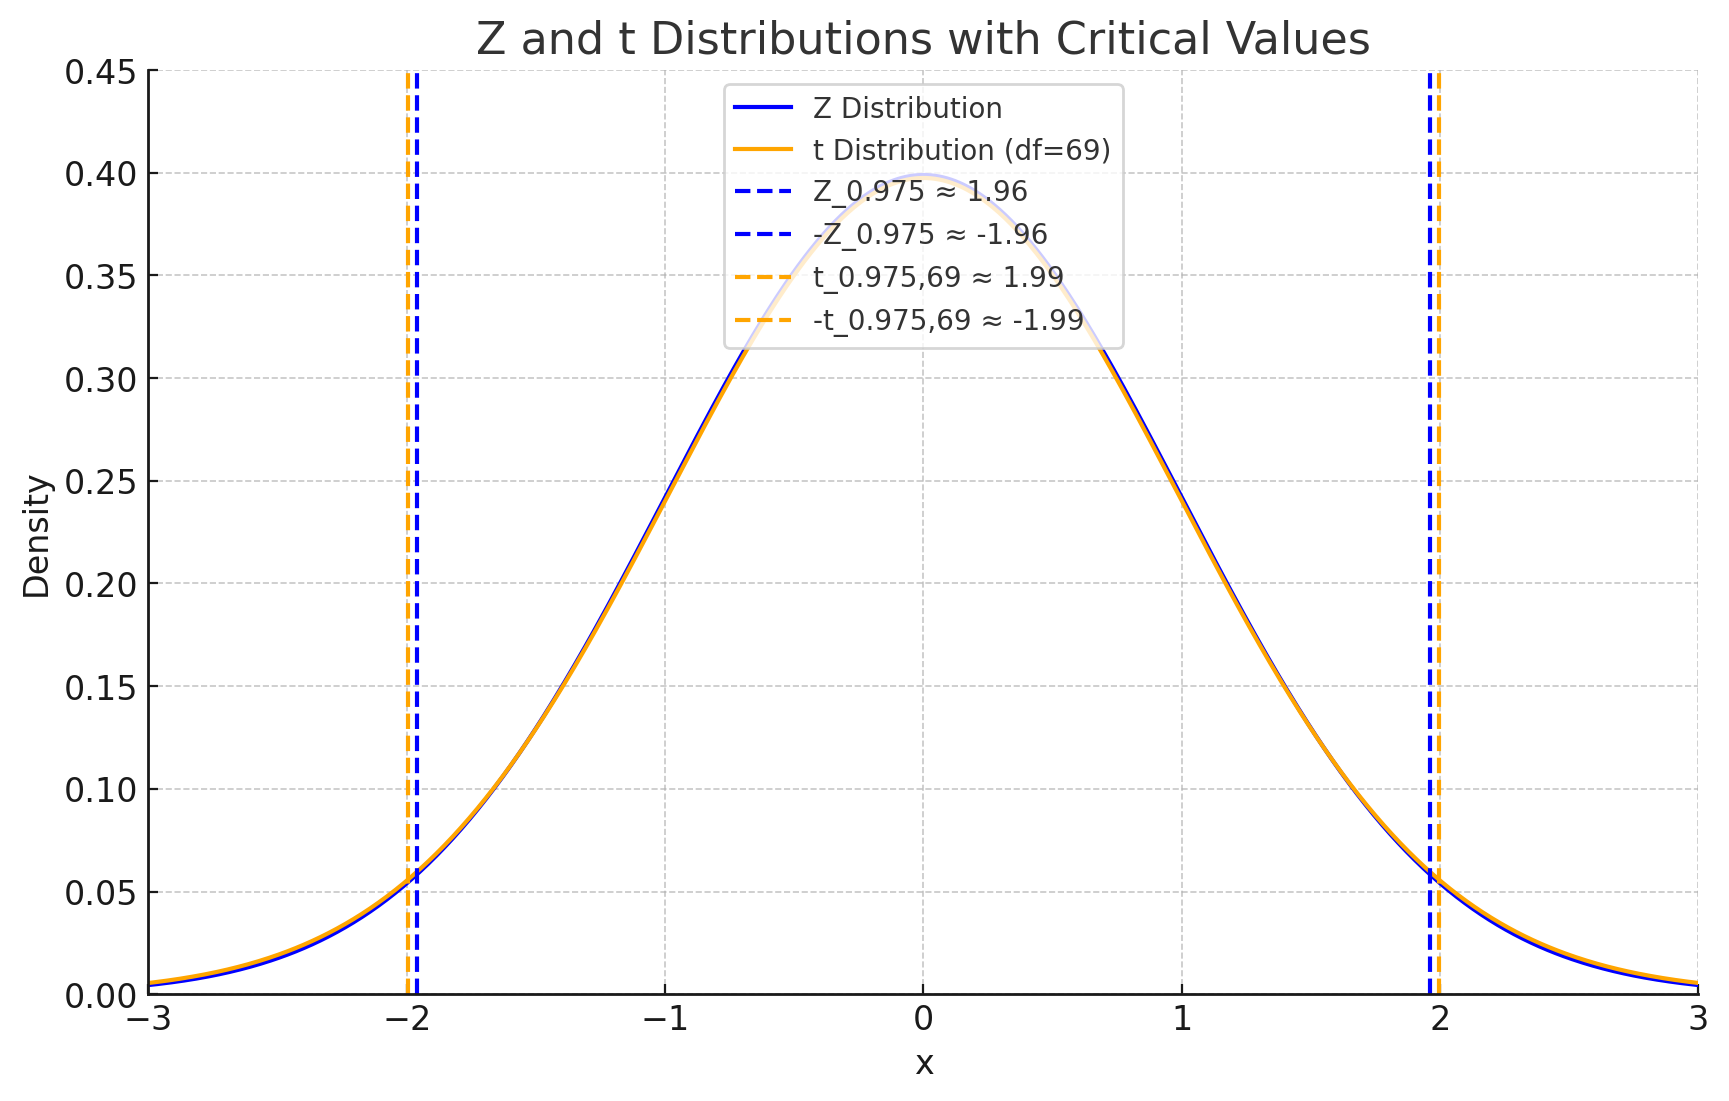 Z and t Distributions with Critical Values
Z Distribution
t Distribution (df=69)
Z_0.975 ≈ 1.96
-Z_0.975 ≈ -1.96
t_0.975,69 ≈ 1.99
-t_0.975,69 ≈ -1.99
0.45
0.40
0.35
0.30
0.25
0.20
0.15
0.10
0.05
0.00
Density
−3 −2 −1 0 1 2 3
x